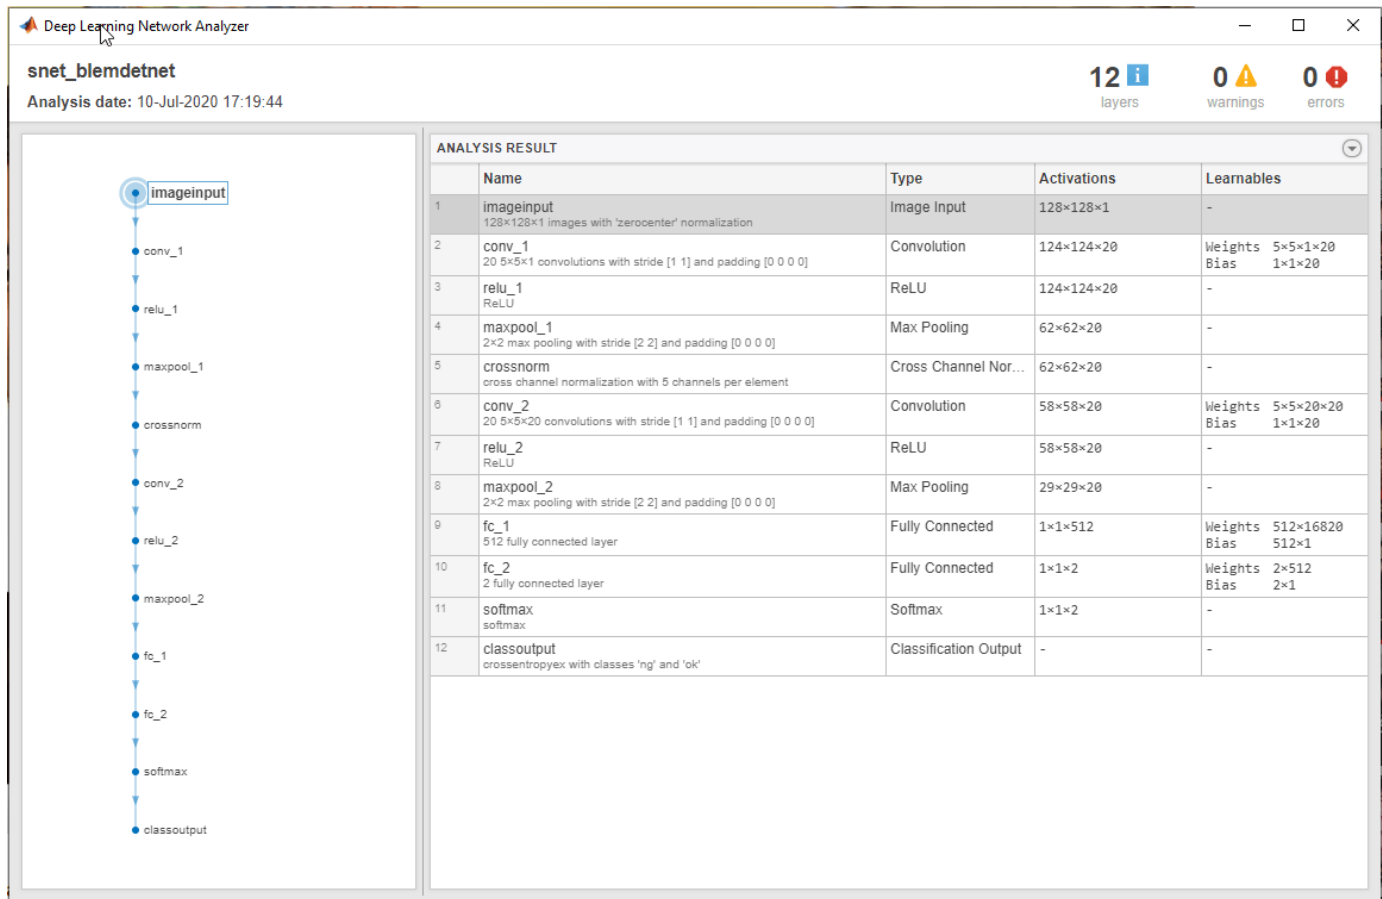 Deep Learning Network Analyzer
snet_blemdetnet
Analysis date: 10-Jul-2020 17:19:44
12 i
layers
0
warnings
0
errors
imageinput
conv_1
relu_1
maxpool_1
crossnorm
conv_2
relu_2
maxpool_2
fc_1
fc_2
softmax
classoutput
ANALYSIS RESULT
Name Type Activations Learnables
1 imageinput Image Input 128×128×1 -
128×128×1 images with 'zerocenter' normalization
2 conv_1 Convolution 124×124×20 Weights 5×5×1×20
20 5×5×1 convolutions with stride [1 1] and padding [0 0 0 0] Bias 1×1×20
3 relu_1 ReLU 124×124×20 -
ReLU
4 maxpool_1 Max Pooling 62×62×20 -
2×2 max pooling with stride [2 2] and padding [0 0 0 0]
5 crossnorm Cross Channel Nor... 62×62×20 -
cross channel normalization with 5 channels per element
6 conv_2 Convolution 58×58×20 Weights 5×5×20×20
20 5×5×20 convolutions with stride [1 1] and padding [0 0 0 0] Bias 1×1×20
7 relu_2 ReLU 58×58×20 -
ReLU
8 maxpool_2 Max Pooling 29×29×20 -
2×2 max pooling with stride [2 2] and padding [0 0 0 0]
9 fc_1 Fully Connected 1×1×512 Weights 512×16820
512 fully connected layer Bias 512×1
10 fc_2 Fully Connected 1×1×2 Weights 2×512
2 fully connected layer Bias 2×1
11 softmax Softmax 1×1×2 -
softmax
12 classoutput Classification Output - -
crossentropyex with classes 'ng' and 'ok'